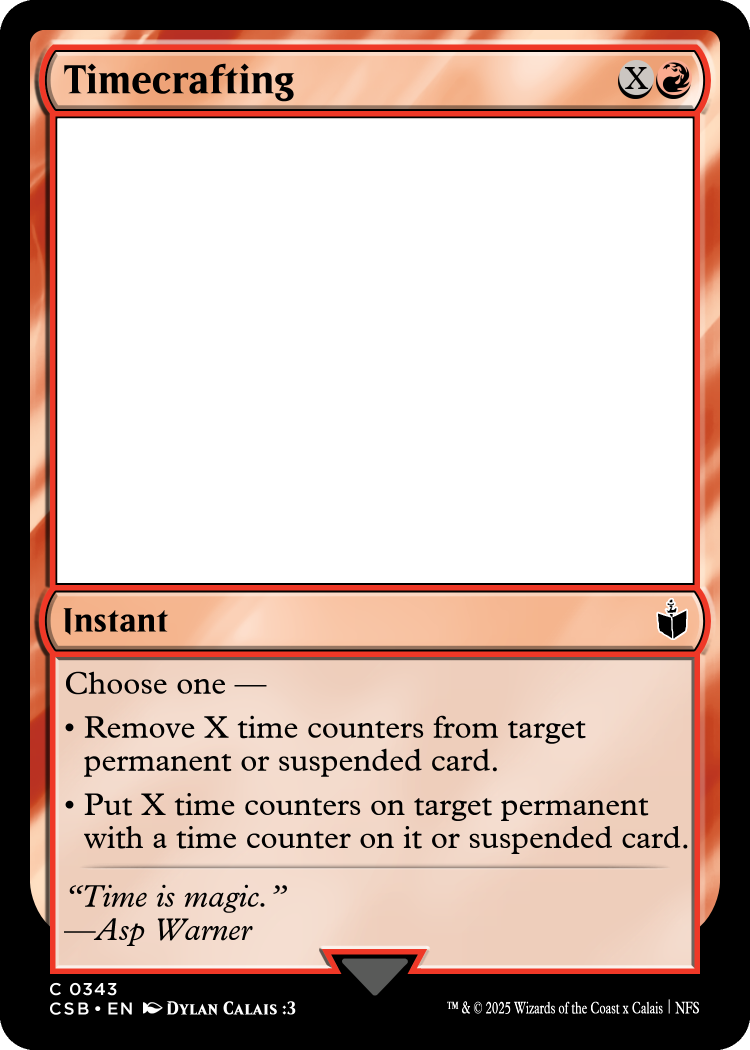 Timecrafting X
Instant
Choose one —
• Remove X time counters from target
permanent or suspended card.
• Put X time counters on target permanent
with a time counter on it or suspended card.
“Time is magic.”
—Asp Warner
C 0343
CSB • EN Dylan Calais :3 ™ & © 2025 Wizards of the Coast x Calais | NFS